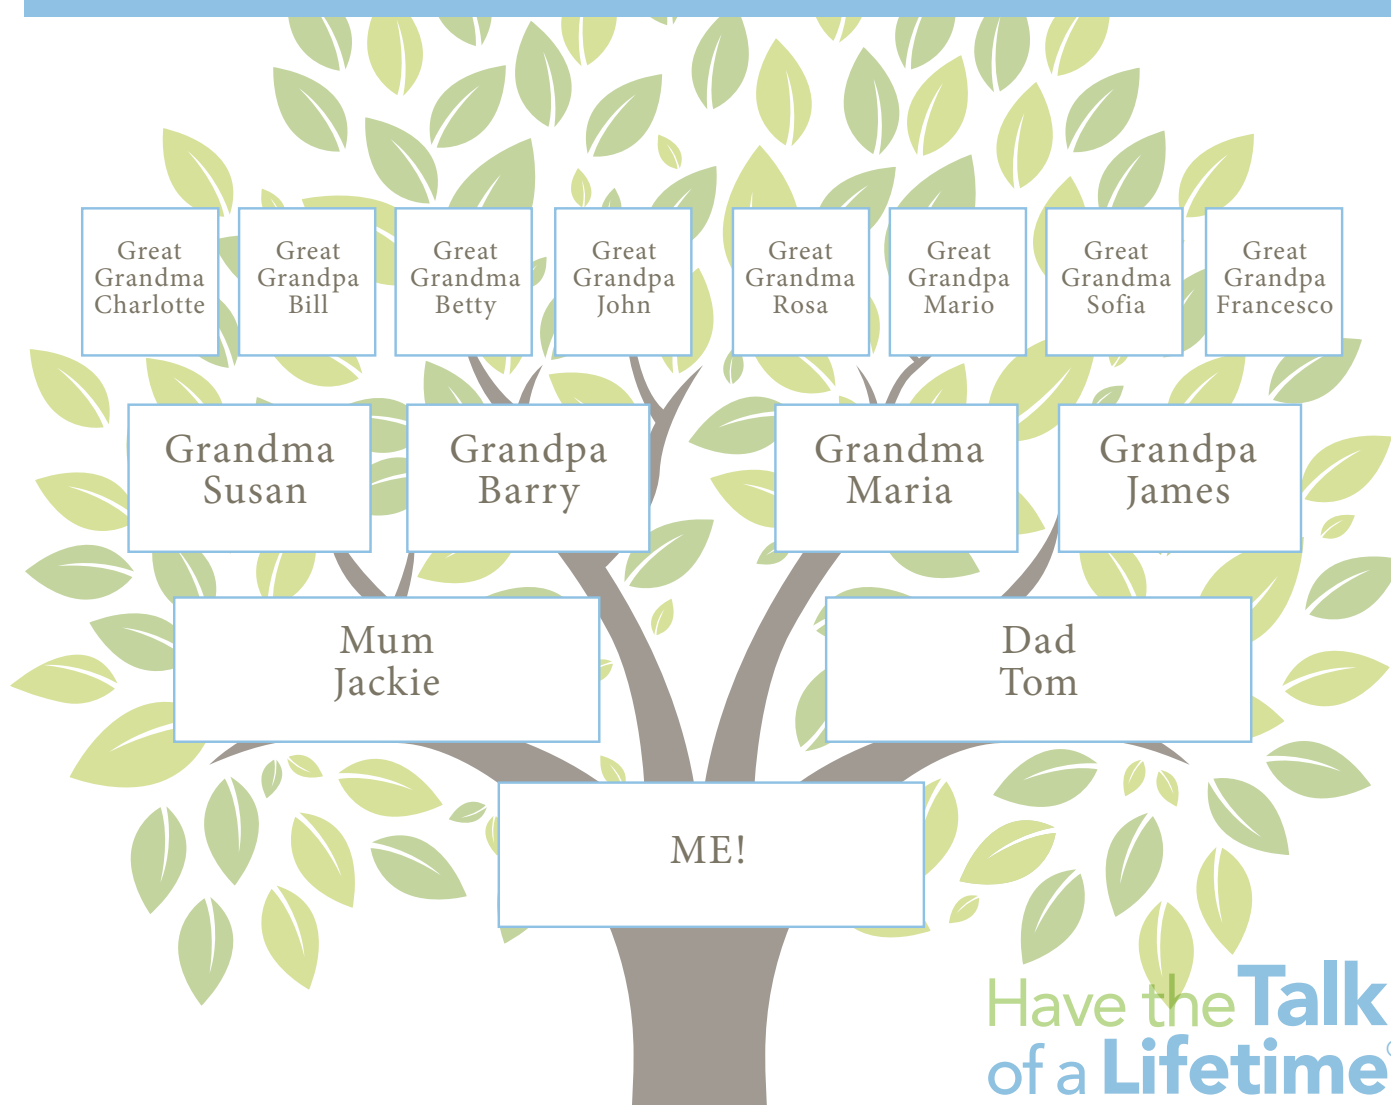 Great
Grandma
Charlotte
Great
Grandpa
Bill
Great
Grandma
Betty
Great
Grandpa
John
Great
Grandma
Rosa
Great
Grandpa
Mario
Great
Grandma
Sofia
Great
Grandpa
Francesco
Grandma
Susan
Grandpa
Barry
Grandma
Maria
Grandpa
James
Mum
Jackie
Dad
Tom
ME!
Have the Talk
of a Lifetime